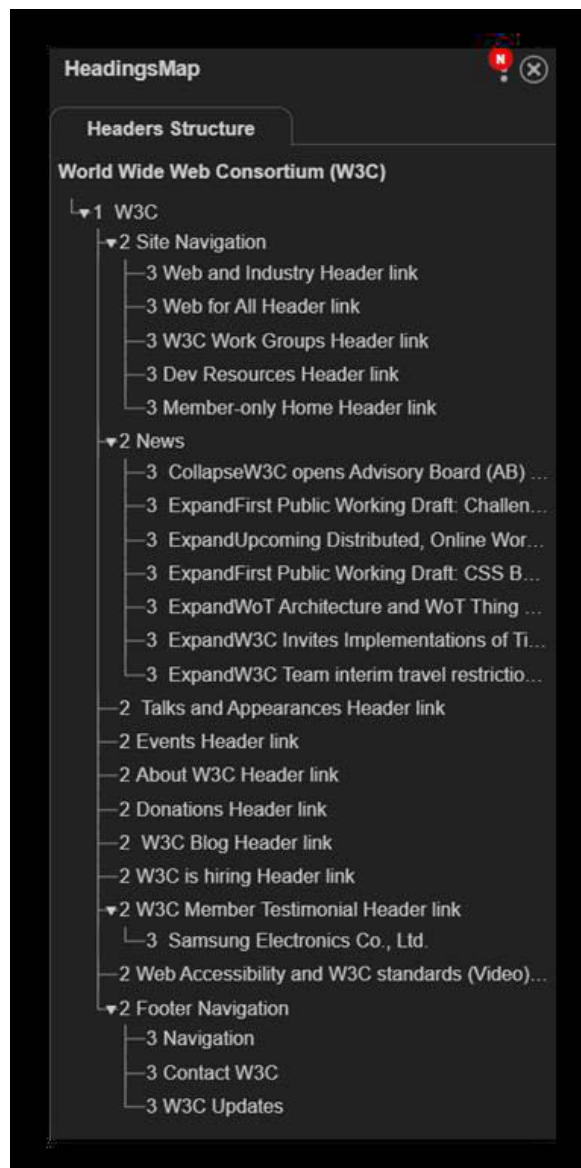 HeadingsMap
N
Headers Structure
World Wide Web Consortium (W3C)
1 W3C
2 Site Navigation
3 Web and Industry Header link
3 Web for All Header link
3 W3C Work Groups Header link
3 Dev Resources Header link
3 Member-only Home Header link
2 News
3 CollapseW3C opens Advisory Board (AB) ...
3 ExpandFirst Public Working Draft: Challen...
3 ExpandUpcoming Distributed, Online Wor...
3 ExpandFirst Public Working Draft: CSS B...
3 ExpandWoT Architecture and WoT Thing ...
3 ExpandW3C Invites Implementations of Ti...
3 ExpandW3C Team interim travel restrictio...
2 Talks and Appearances Header link
2 Events Header link
2 About W3C Header link
2 Donations Header link
2 W3C Blog Header link
2 W3C is hiring Header link
2 W3C Member Testimonial Header link
3 Samsung Electronics Co., Ltd.
2 Web Accessibility and W3C standards (Video)...
2 Footer Navigation
3 Navigation
3 Contact W3C
3 W3C Updates